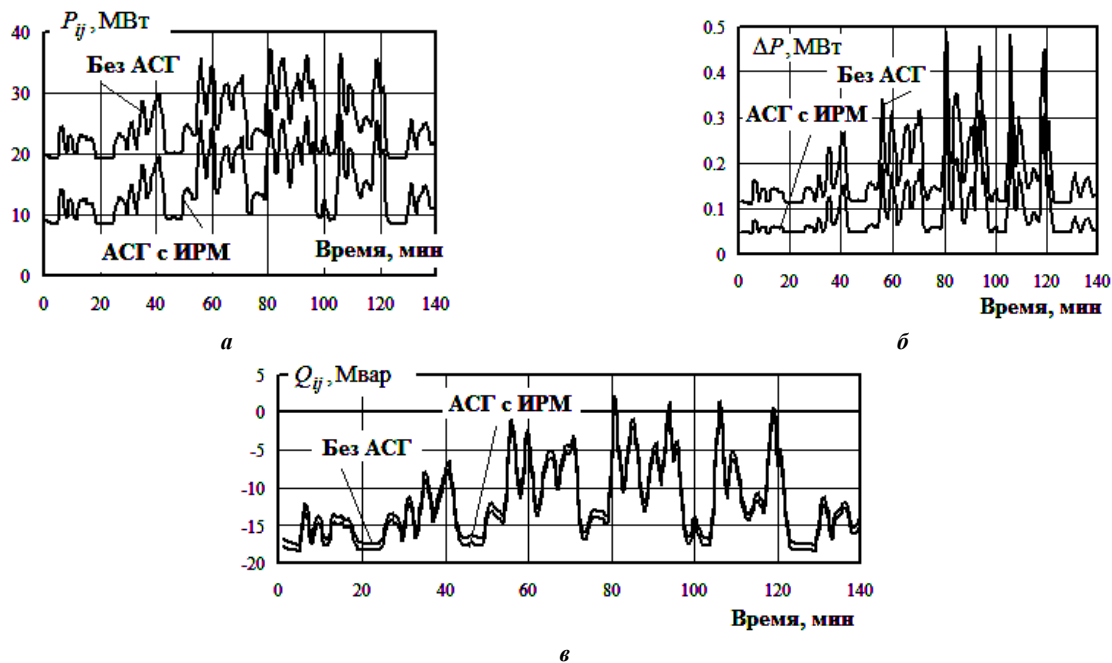 P_ij, МВт
40
30
20
10
0
Без АСГ
АСГ с ИРМ
Время, мин
0 20 40 60 80 100 120 140
а
0.5
0.4
0.3
0.2
0.1
0
ΔP, МВт
Без АСГ
АСГ с ИРМ
0 20 40 60 80 100 120 140
Время, мин
б
5
0
-5
-10
-15
-20
Q_ij, Мвар
АСГ с ИРМ
Без АСГ
0 20 40 60 80 100 120 140
Время, мин
в